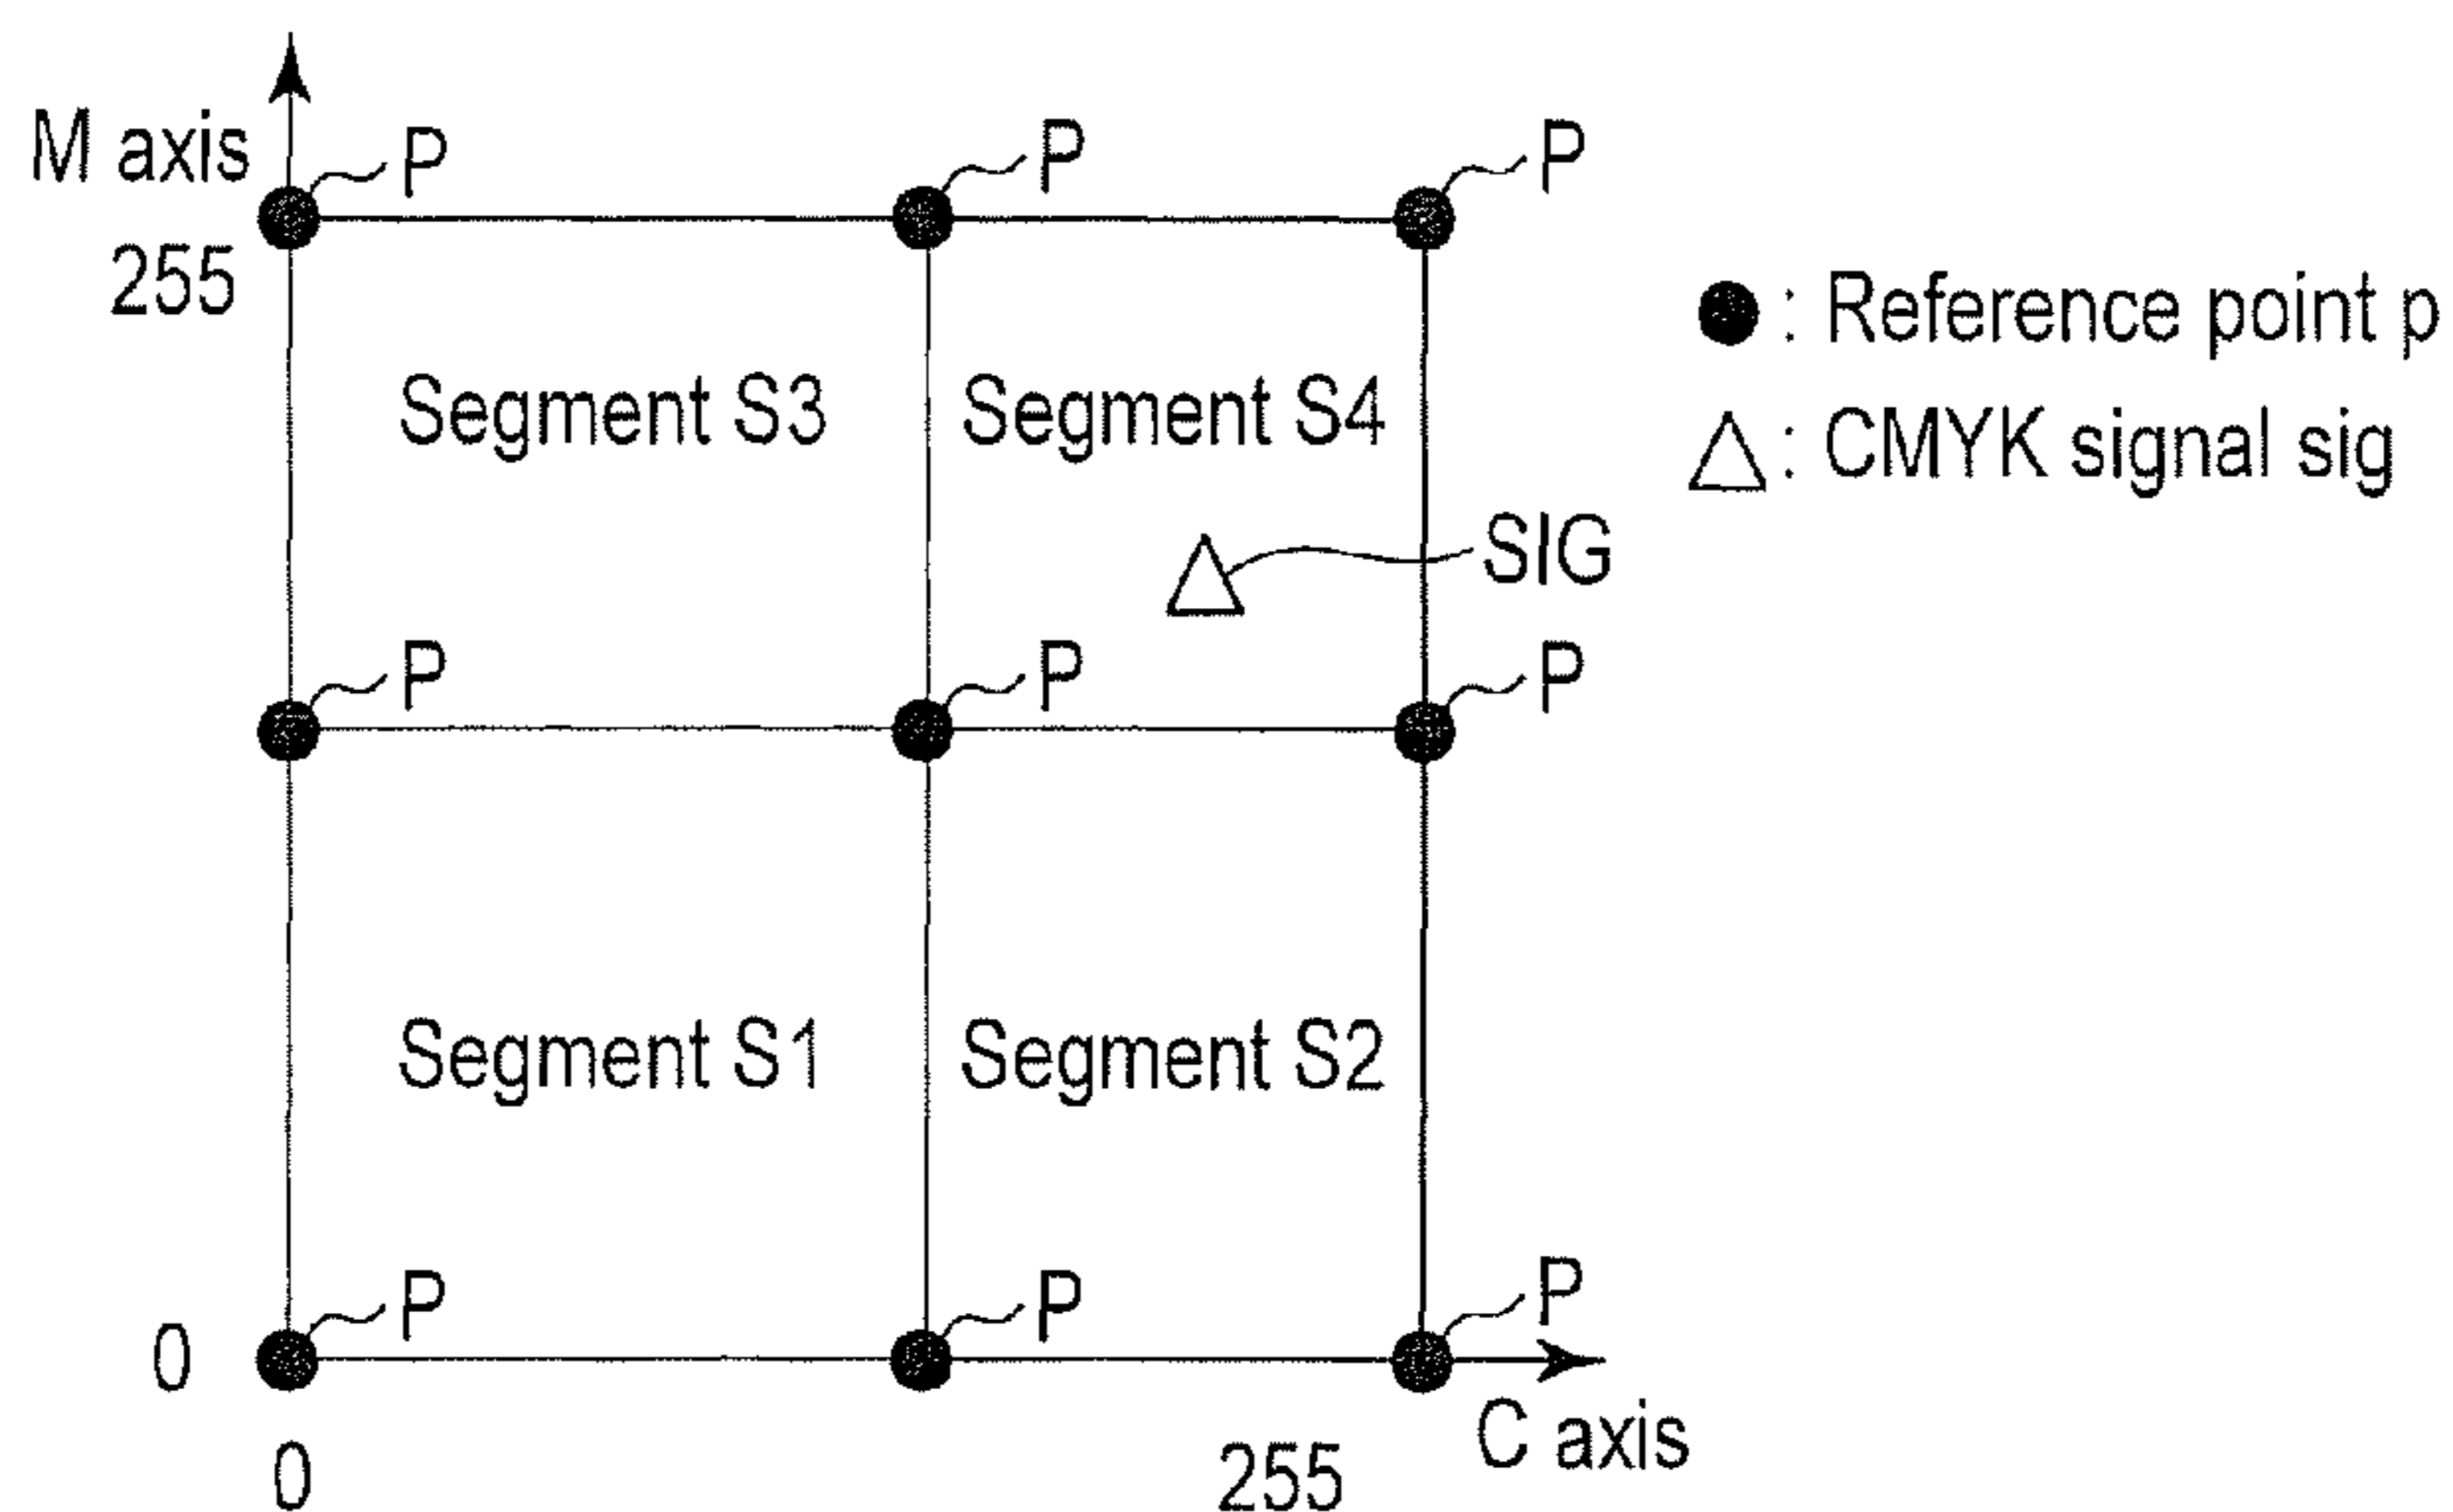 M axis
P
P
P
255
: Reference point p
Segment S3
Segment S4
: CMYK signal sig
SIG
P
P
P
Segment S1
Segment S2
P
P
P
0
C axis
0
255